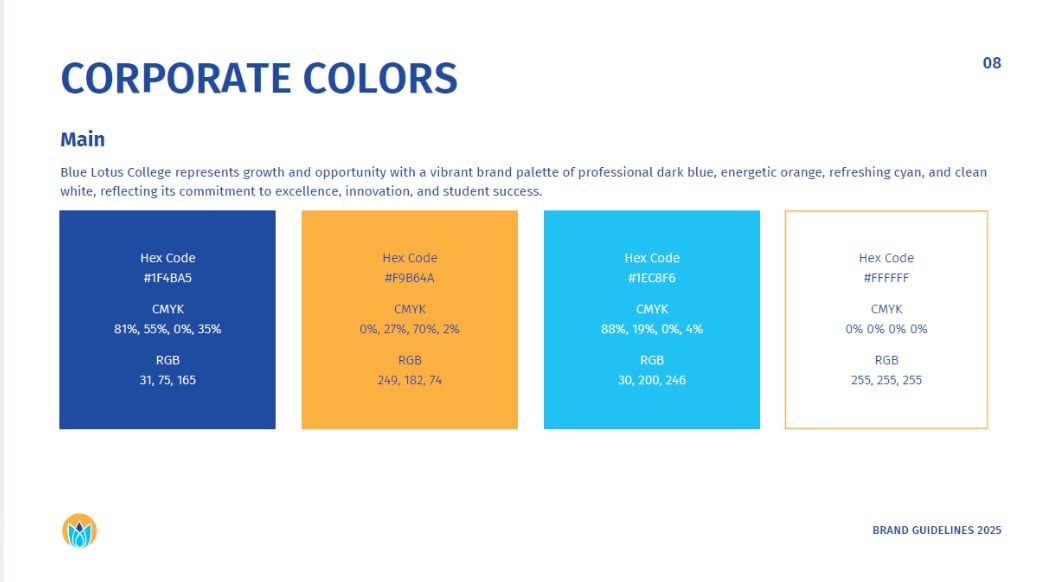 CORPORATE COLORS
08
Main
Blue Lotus College represents growth and opportunity with a vibrant brand palette of professional dark blue, energetic orange, refreshing cyan, and clean
white, reflecting its commitment to excellence, innovation, and student success.
Hex Code
#1F4BA5
CMYK
81%, 55%, 0%, 35%
RGB
31, 75, 165
Hex Code
#F9B64A
CMYK
0%, 27%, 70%, 2%
RGB
249, 182, 74
Hex Code
#1EC8F6
CMYK
88%, 19%, 0%, 4%
RGB
30, 200, 246
Hex Code
#FFFFFF
CMYK
0% 0% 0% 0%
RGB
255, 255, 255
BRAND GUIDELINES 2025